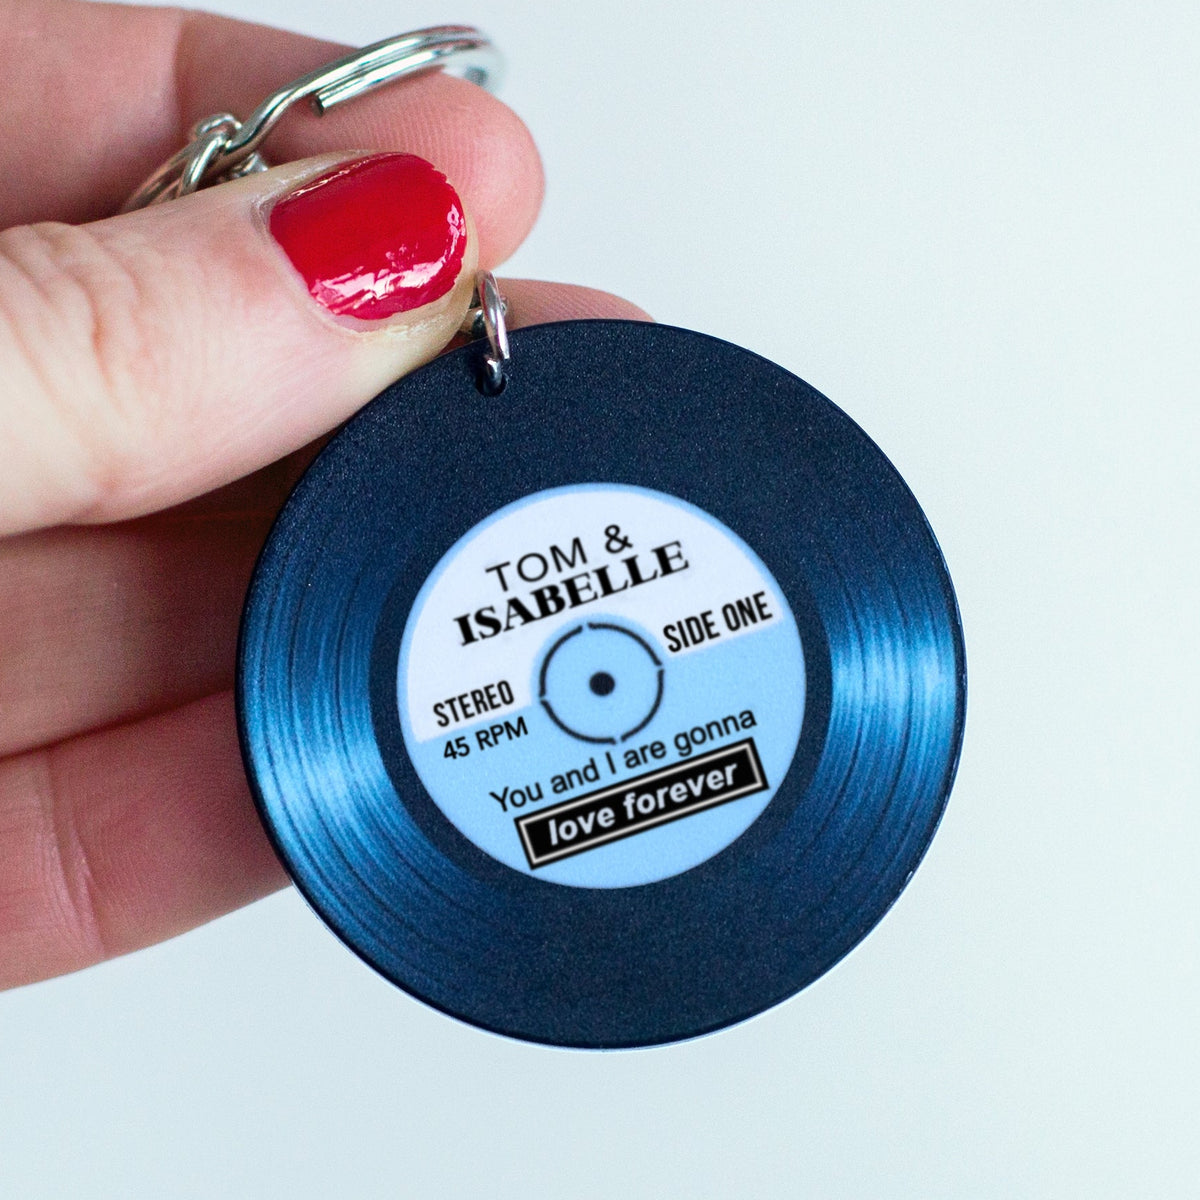 TOM &
ISABELLE
SIDE ONE
STEREO
45 RPM
You and I are gonna
love forever